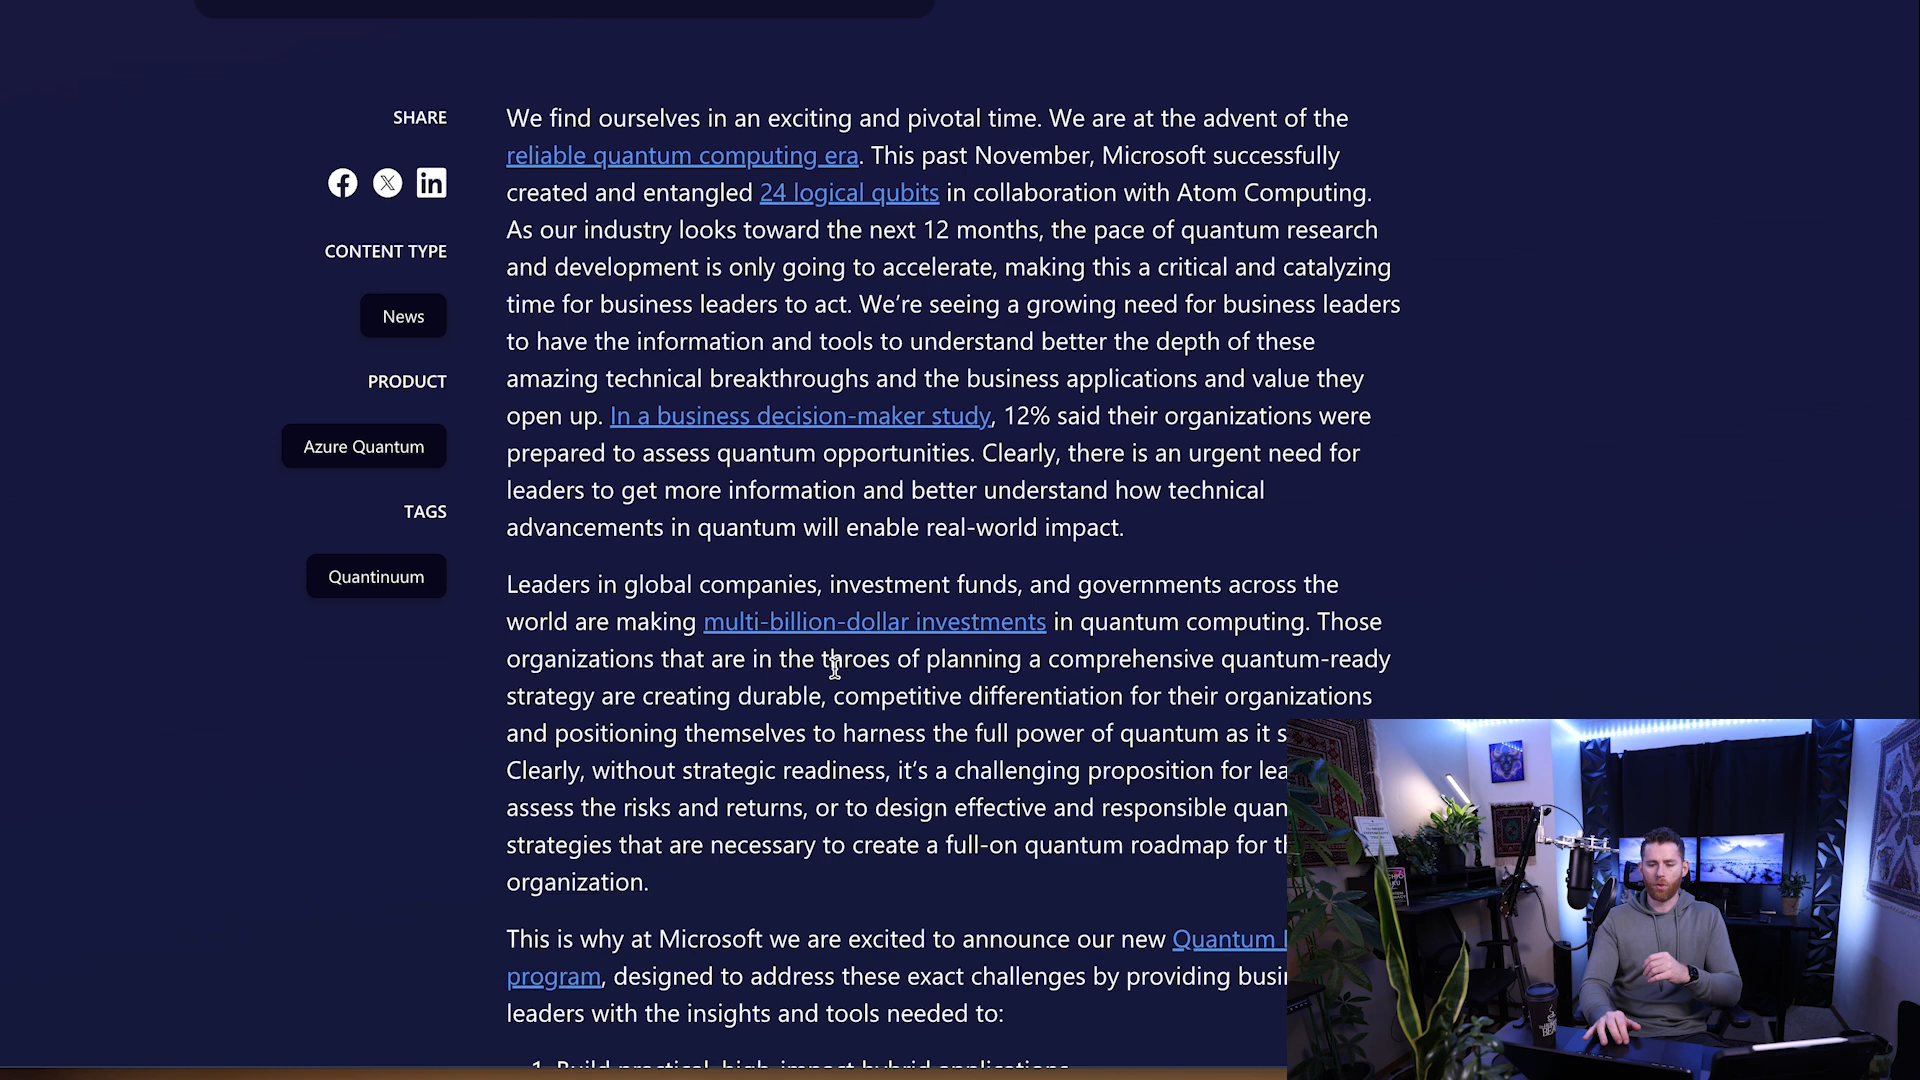 SHARE
CONTENT TYPE
News
PRODUCT
Azure Quantum
TAGS
Quantinuum
We find ourselves in an exciting and pivotal time. We are at the advent of the
reliable quantum computing era. This past November, Microsoft successfully
created and entangled 24 logical qubits in collaboration with Atom Computing.
As our industry looks toward the next 12 months, the pace of quantum research
and development is only going to accelerate, making this a critical and catalyzing
time for business leaders to act. We’re seeing a growing need for business leaders
to have the information and tools to understand better the depth of these
amazing technical breakthroughs and the business applications and value they
open up. In a business decision-maker study, 12% said their organizations were
prepared to assess quantum opportunities. Clearly, there is an urgent need for
leaders to get more information and better understand how technical
advancements in quantum will enable real-world impact.
Leaders in global companies, investment funds, and governments across the
world are making multi-billion-dollar investments in quantum computing. Those
organizations that are in the throes of planning a comprehensive quantum-ready
strategy are creating durable, competitive differentiation for their organizations
and positioning themselves to harness the full power of quantum as it
Clearly, without strategic readiness, it’s a challenging proposition for
assess the risks and returns, or to design effective and responsible
strategies that are necessary to create a full-on quantum roadmap for
organization.
This is why at Microsoft we are excited to announce our new Quantum
program, designed to address these exact challenges by providing
leaders with the insights and tools needed to:
1. Build practical, high-impact hybrid applications